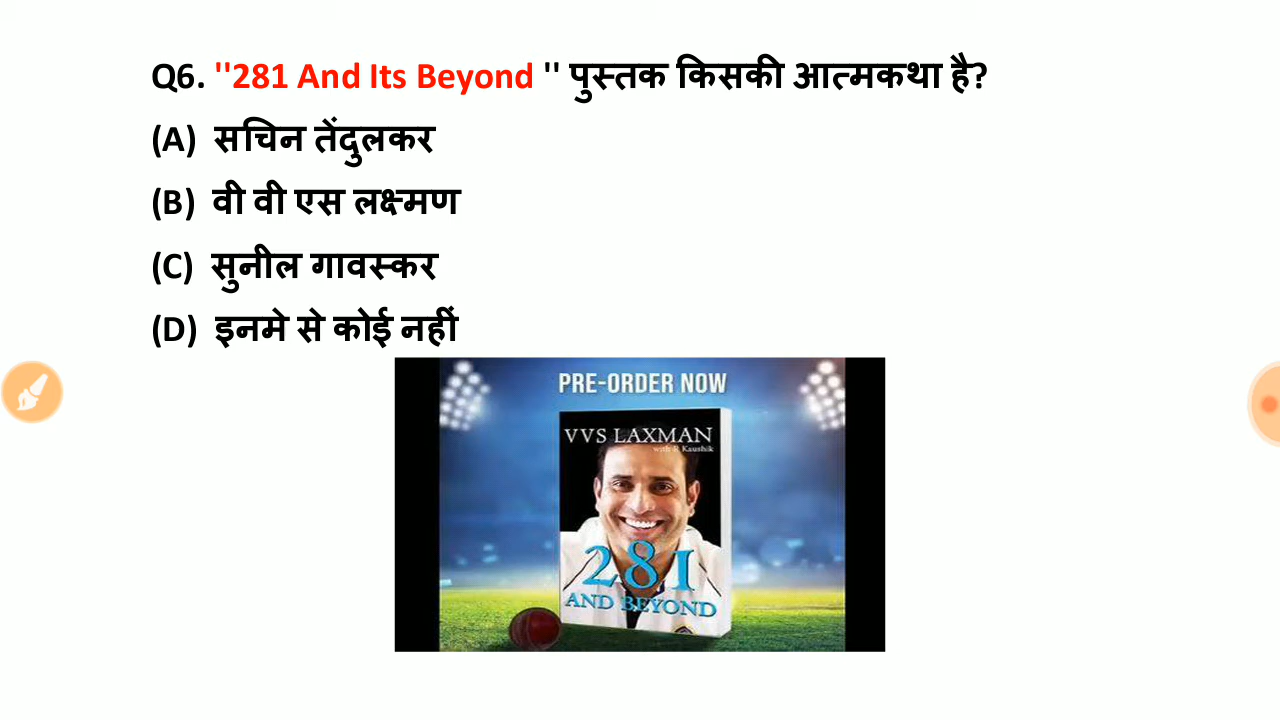 Q6. ''281 And Its Beyond '' पुस्तक किसकी आत्मकथा है?
(A) सचिन तेंदुलकर
(B) वी वी एस लक्ष्मण
(C) सुनील गावस्कर
(D) इनमे से कोई नहीं
PRE-ORDER NOW
VVS LAXMAN
with R Kaushik
281
AND BEYOND